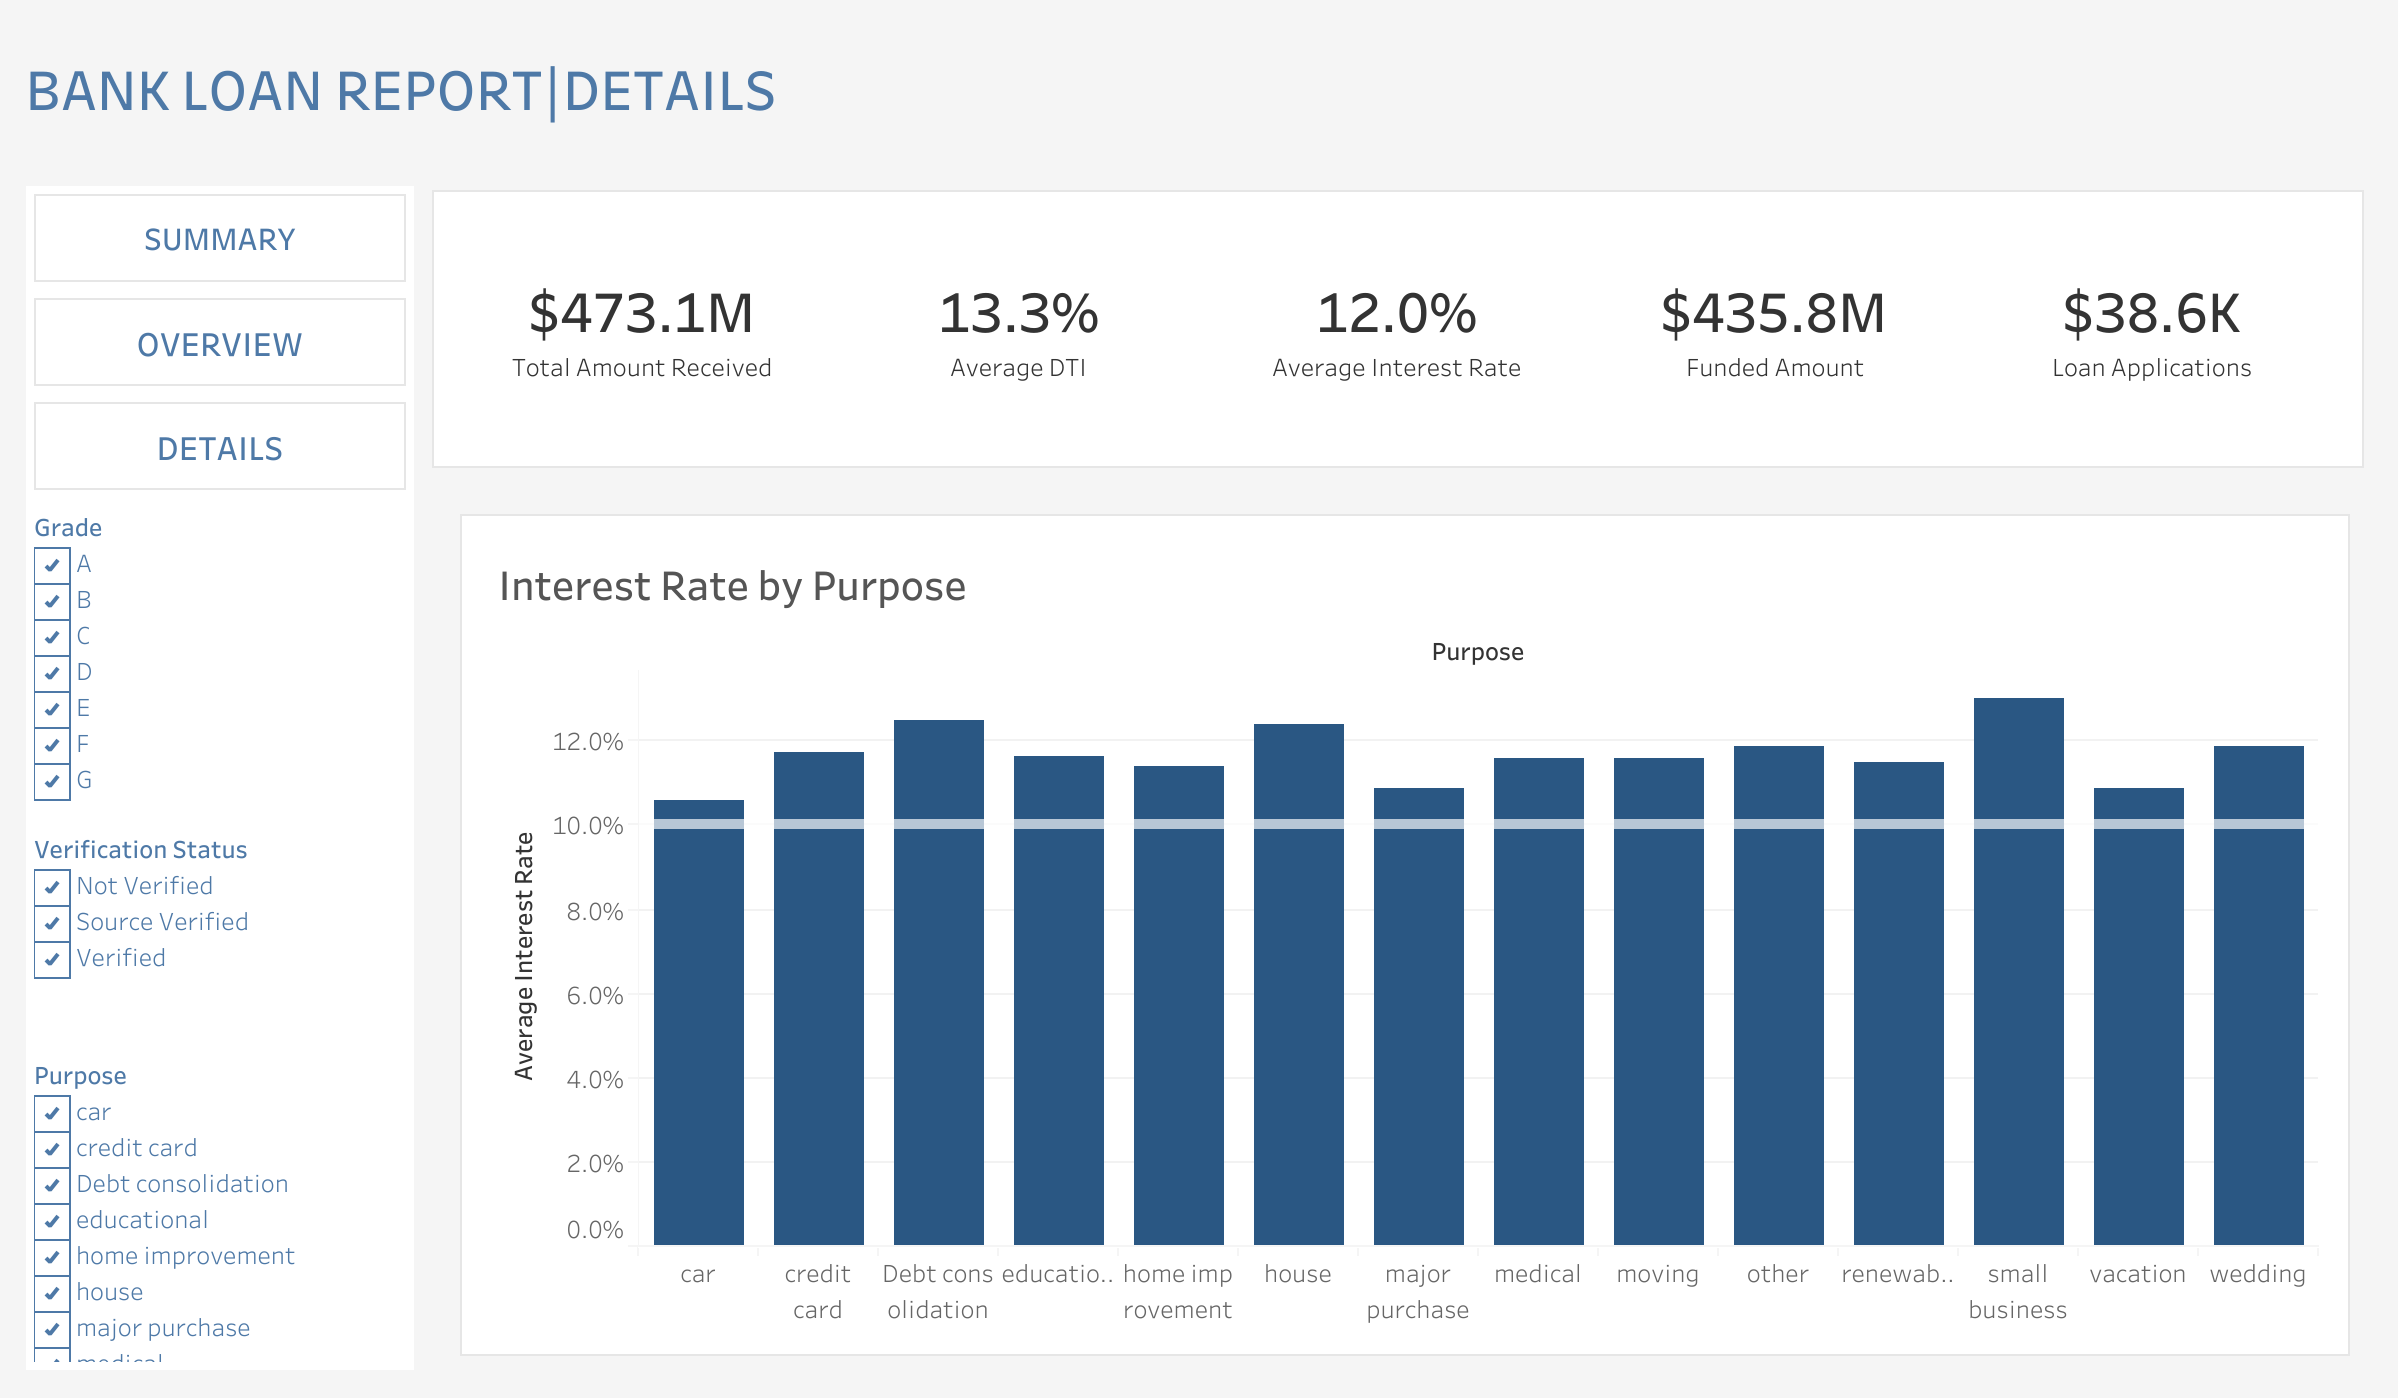 BANK LOAN REPORT|DETAILS
SUMMARY
OVERVIEW
DETAILS
Grade
A
B
C
D
E
F
G
Verification Status
Not Verified
Source Verified
Verified
Purpose
car
credit card
Debt consolidation
educational
home improvement
house
major purchase
medical
$473.1M
Total Amount Received
13.3%
Average DTI
12.0%
Average Interest Rate
$435.8M
Funded Amount
$38.6K
Loan Applications
Interest Rate by Purpose
Purpose
Average Interest Rate
12.0%
10.0%
8.0%
6.0%
4.0%
2.0%
0.0%
car
credit
card
Debt cons
olidation
educatio..
home imp
rovement
house
major
purchase
medical
moving
other
renewab..
small
business
vacation
wedding